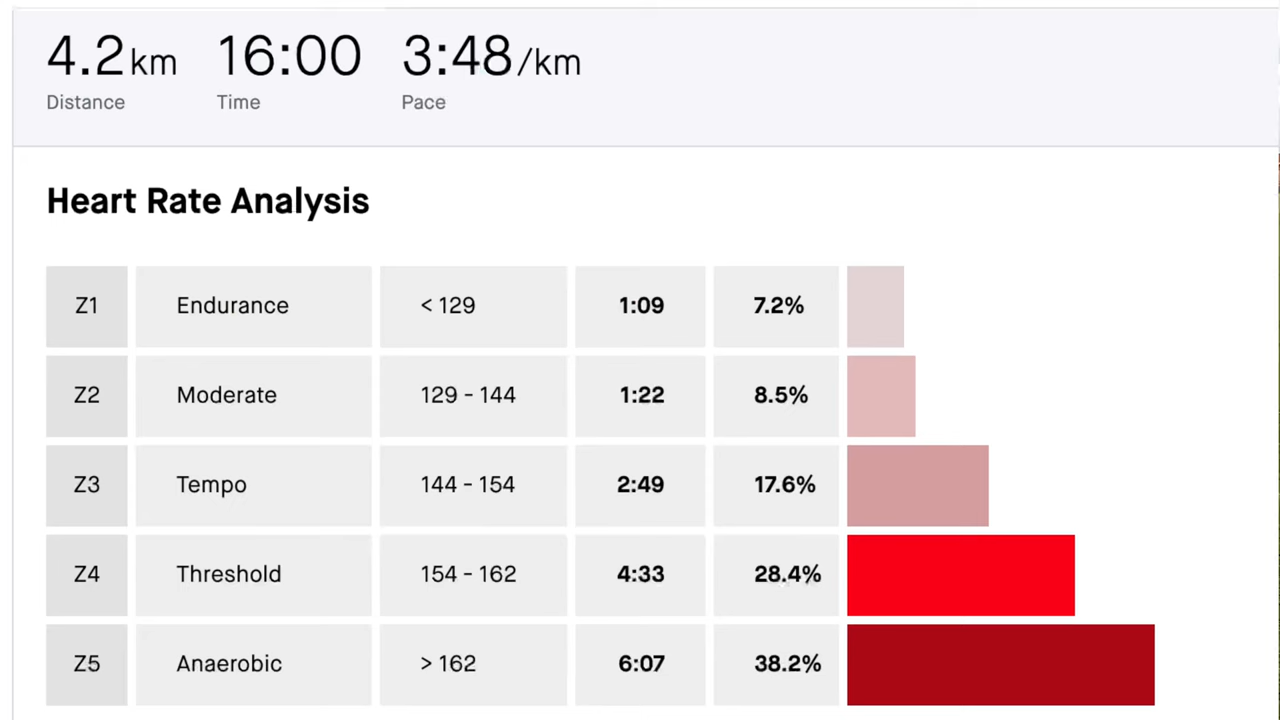 4.2 km 16:00 3:48 /km
Distance Time Pace
Heart Rate Analysis
Z1 Endurance < 129 1:09 7.2%
Z2 Moderate 129 - 144 1:22 8.5%
Z3 Tempo 144 - 154 2:49 17.6%
Z4 Threshold 154 - 162 4:33 28.4%
Z5 Anaerobic > 162 6:07 38.2%